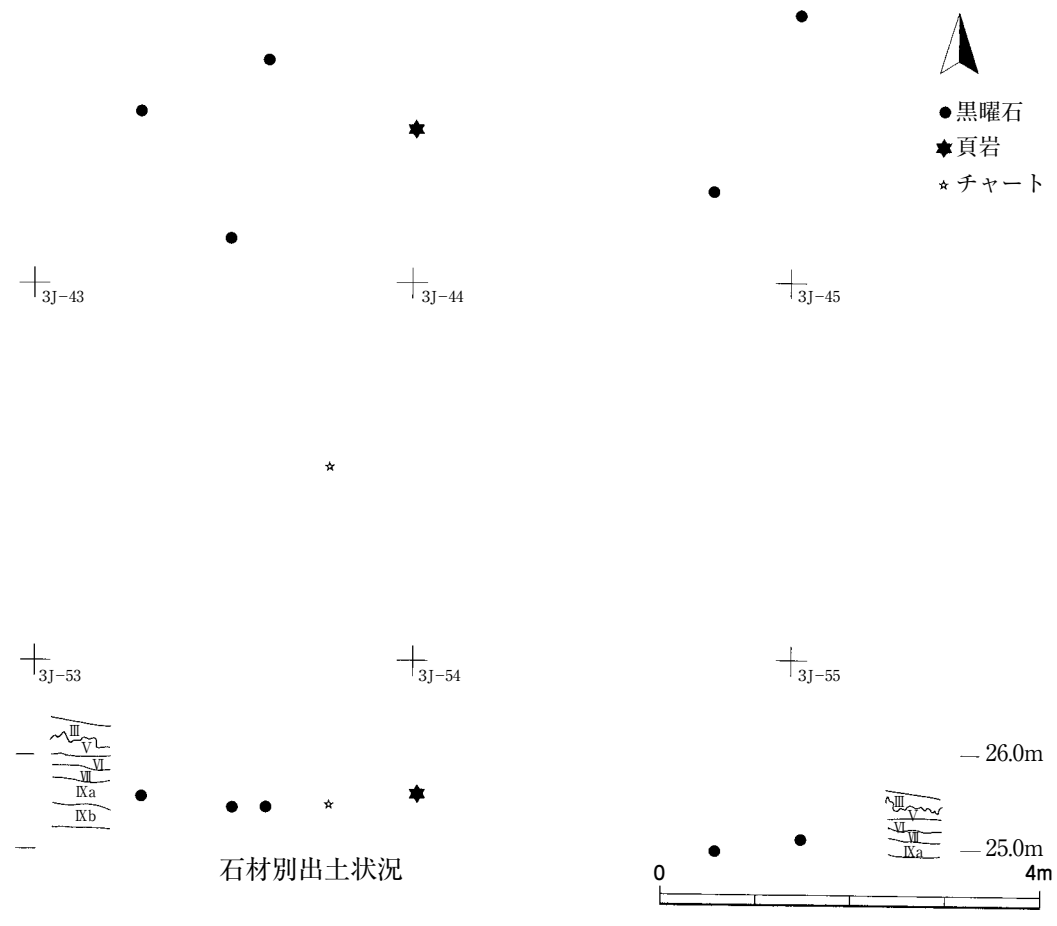 黒曜石
頁岩
チャート
3J-43
3J-44
3J-45
3J-53
3J-54
3J-55
Ⅲ
Ⅴ
Ⅵ
Ⅶ
Ⅸa
Ⅸb
26.0m
Ⅲ
Ⅴ
Ⅵ
Ⅶ
Ⅸa
25.0m
石材別出土状況
0
4m